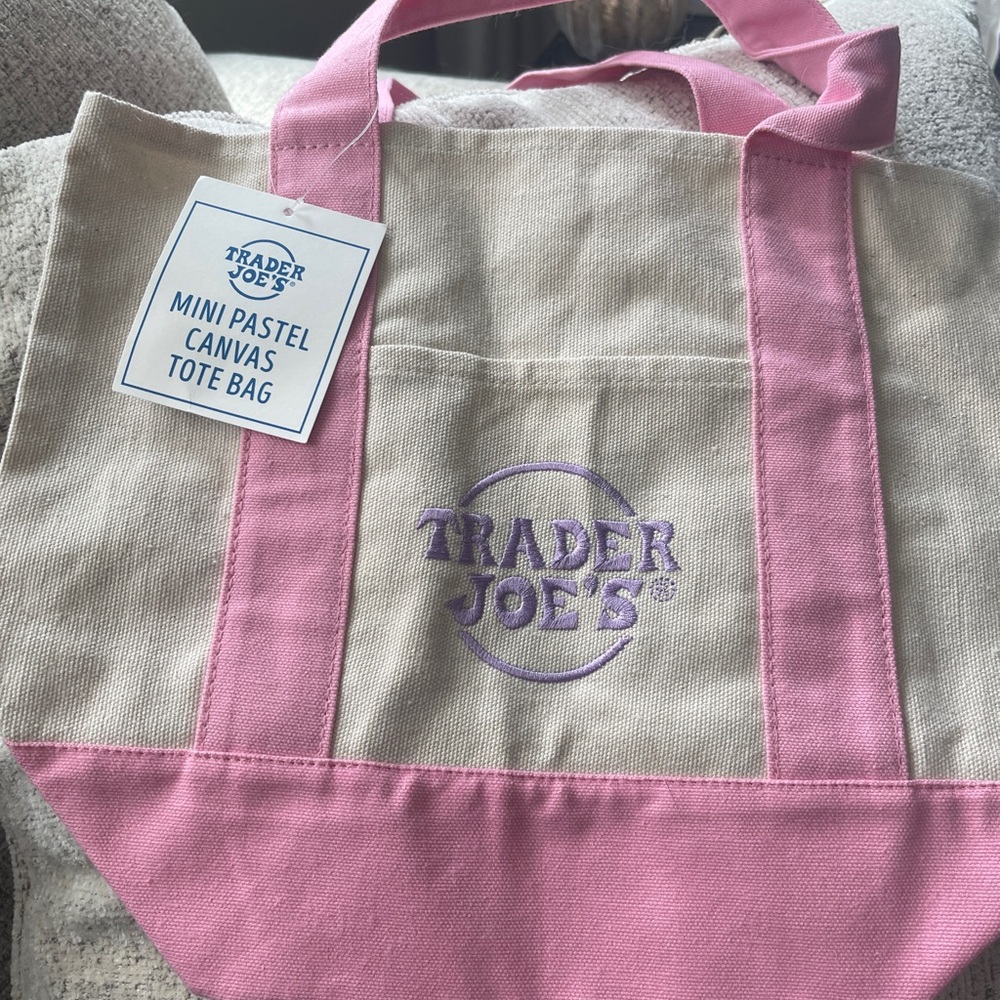 TRADER
JOE'S®
MINI PASTEL
CANVAS
TOTE BAG
TRADER
JOE'S®